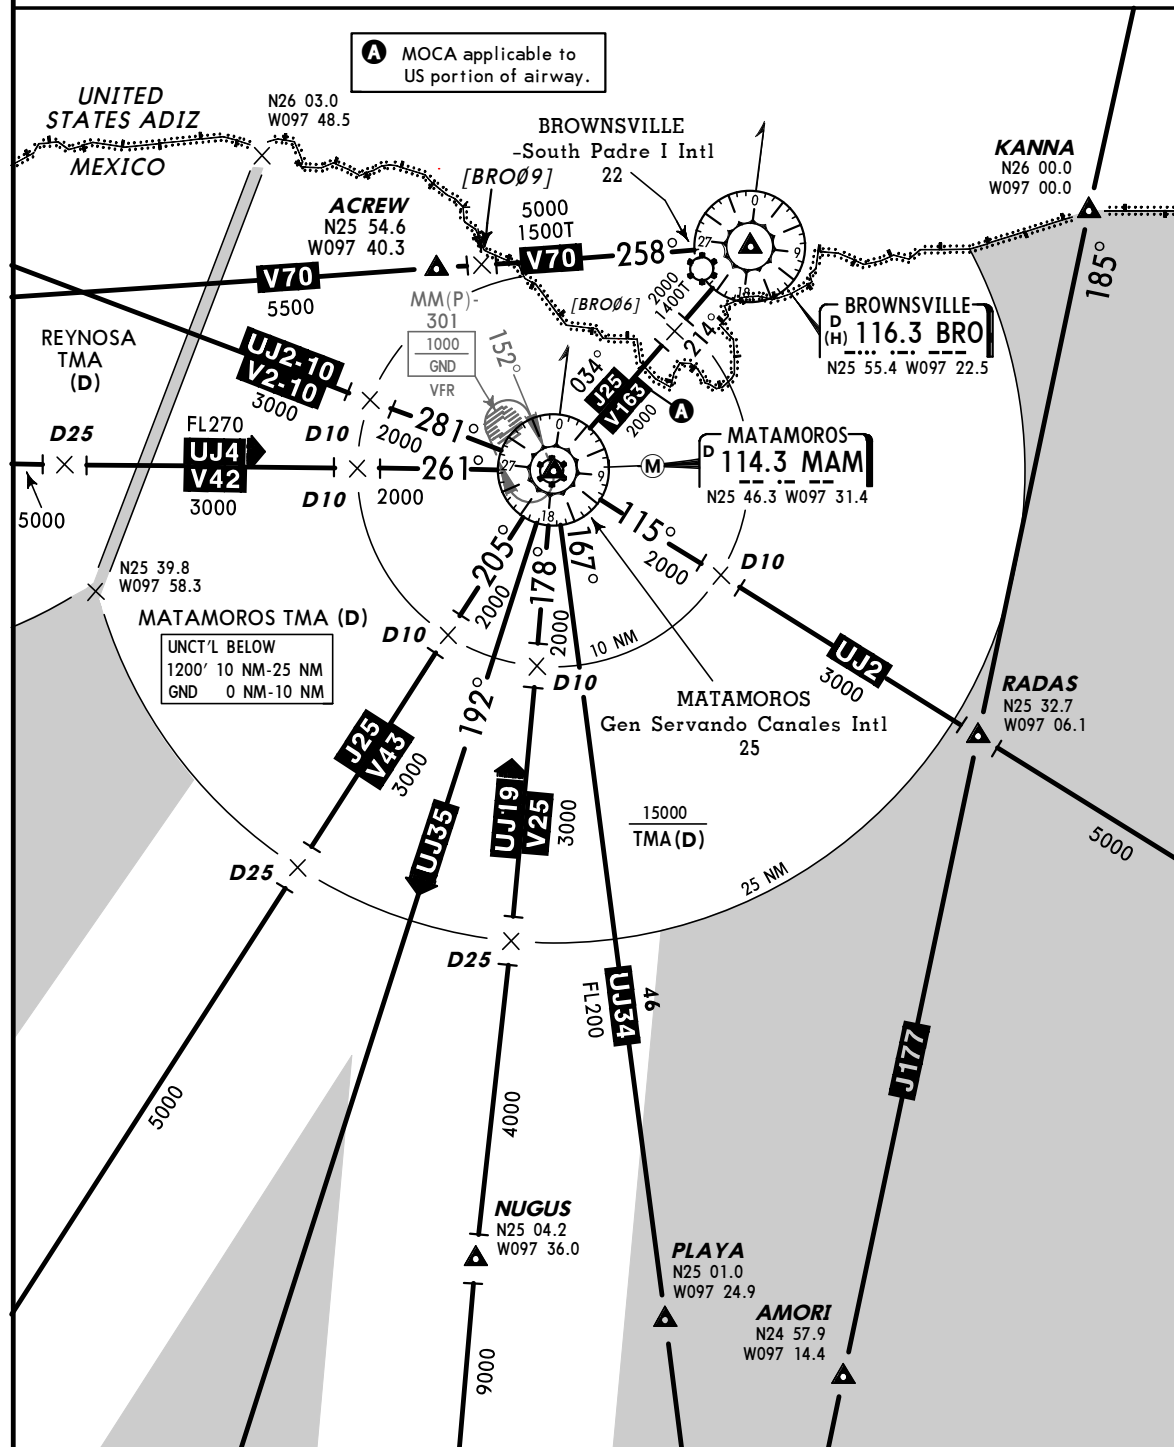 A MOCA applicable to
US portion of airway.
UNITED
STATES ADIZ
MEXICO
N26 03.0
W097 48.5
BROWNSVILLE
-South Padre I Intl
22
KANNA
N26 00.0
W097 00.0
[BRO09]
ACREW
N25 54.6
W097 40.3
5000
1500T
V70
258°
V70
5500
0
9
18
27
185°
MM(P)-
301
1000
GND
VFR
152°
[BRO06]
2000
1400T
214°
034°
J25
V163
2000
A
BROWNSVILLE
D
(H) 116.3 BRO
N25 55.4 W097 22.5
REYNOSA
TMA
(D)
UJ2-10
V2-10
3000
D10
2000
281°
D25
FL270
UJ4
V42
3000
D10
2000
261°
5000
0
9
18
27
M
MATAMOROS
D 114.3 MAM
N25 46.3 W097 31.4
N25 39.8
W097 58.3
MATAMOROS TMA (D)
UNCT'L BELOW
1200' 10 NM-25 NM
GND 0 NM-10 NM
205°
2000
D10
178°
2000
D10
167°
115°
2000
D10
10 NM
192°
MATAMOROS
Gen Servando Canales Intl
25
UJ2
3000
RADAS
N25 32.7
W097 06.1
J25
V43
3000
UJ35
UJ19
V25
3000
15000
TMA(D)
5000
D25
25 NM
D25
UJ34
46
FL200
J177
5000
4000
NUGUS
N25 04.2
W097 36.0
PLAYA
N25 01.0
W097 24.9
AMORI
N24 57.9
W097 14.4
9000